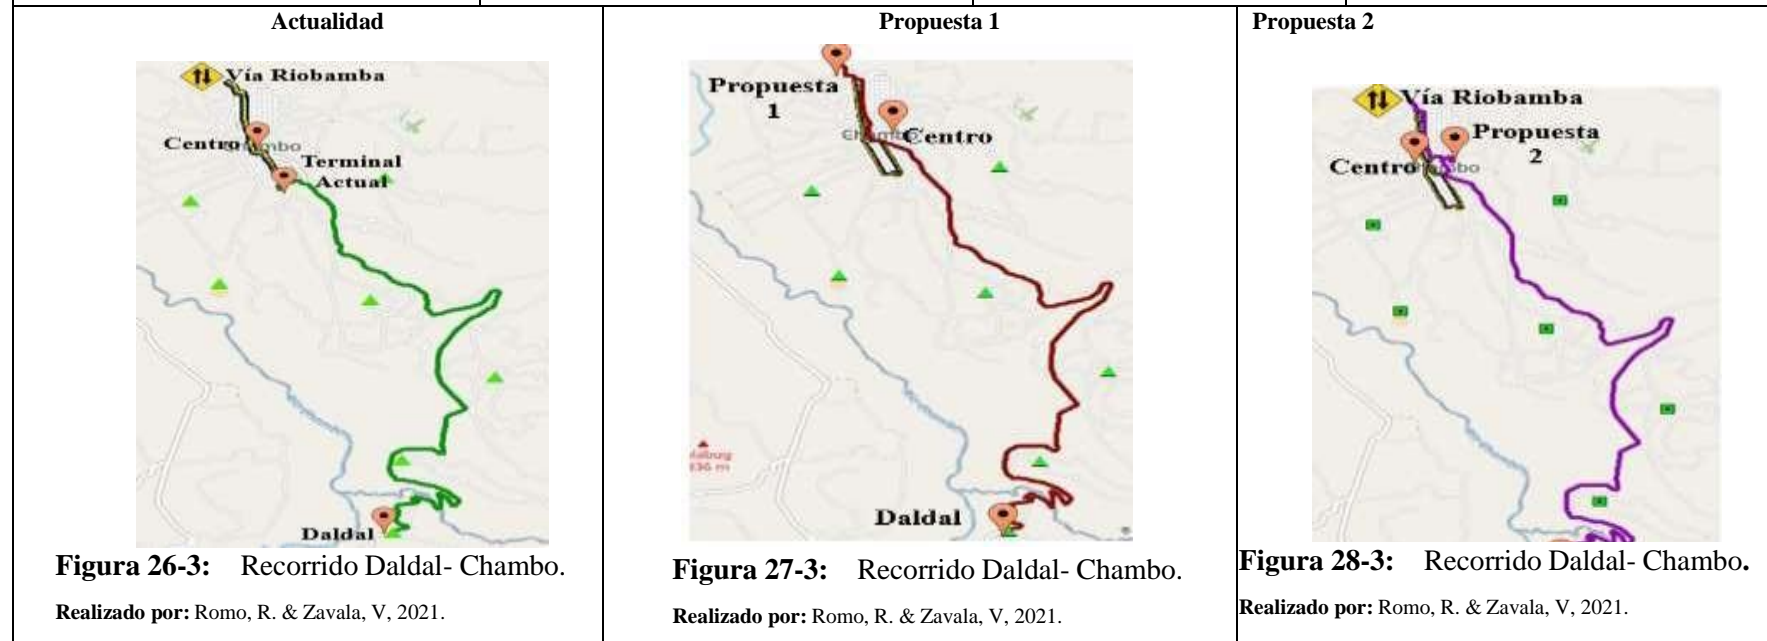 Actualidad
Vía Riobamba
Centro
Terminal
Actual
Daldal
Figura 26-3: Recorrido Daldal- Chambo.
Realizado por: Romo, R. & Zavala, V, 2021.
Propuesta 1
Propuesta
1
Centro
Daldal
Figura 27-3: Recorrido Daldal- Chambo.
Realizado por: Romo, R. & Zavala, V, 2021.
Propuesta 2
Vía Riobamba
Propuesta
2
Centro
Figura 28-3: Recorrido Daldal- Chambo.
Realizado por: Romo, R. & Zavala, V, 2021.